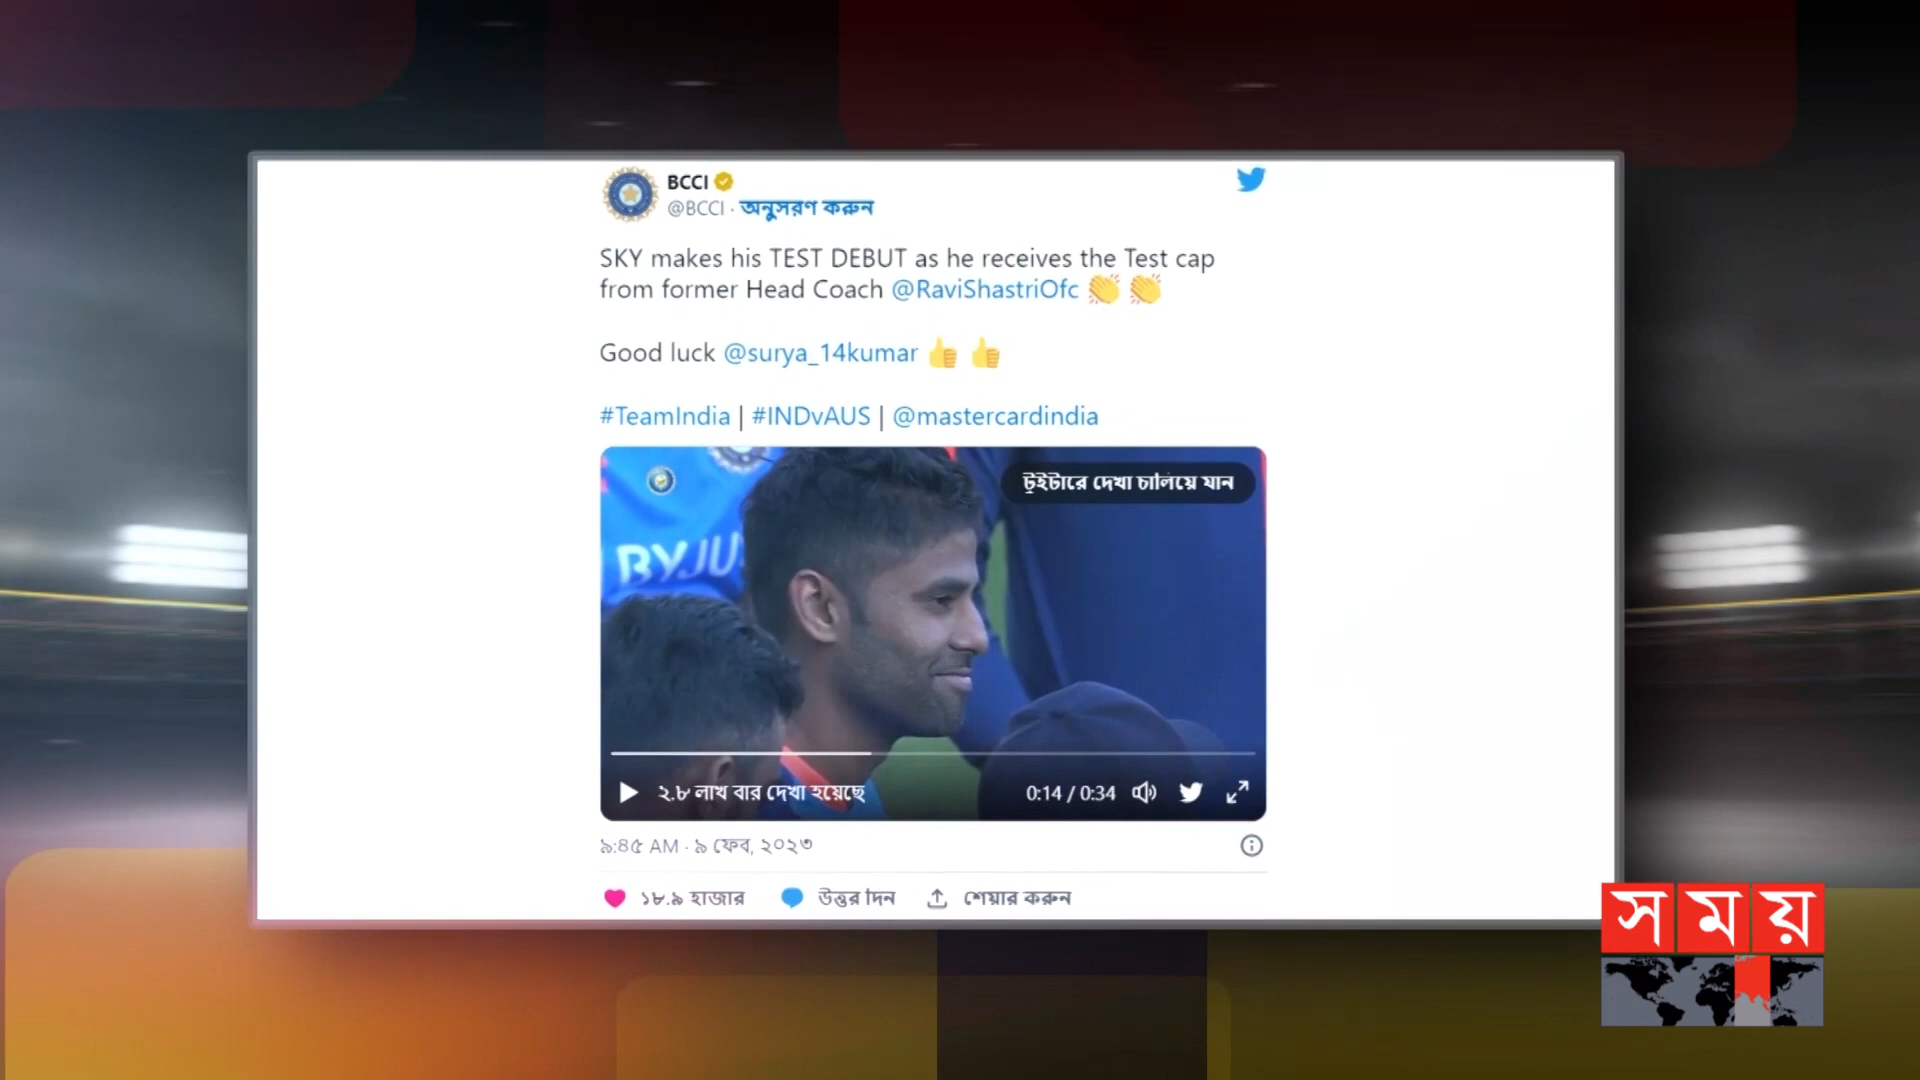 BCCI
@BCCI · অনুসরণ করুন
SKY makes his TEST DEBUT as he receives the Test cap
from former Head Coach @RaviShastriOfc 👏 👏
Good luck @surya_14kumar 👍 👍
#TeamIndia | #INDvAUS | @mastercardindia
টুইটারে দেখা চালিয়ে যান
BYJU
২.৮ লাখ বার দেখা হয়েছে
0:14 / 0:34
৯:৪৫ AM · ৯ ফেব, ২০২৩
১৮.৯ হাজার উত্তর দিন শেয়ার করুন
সময়